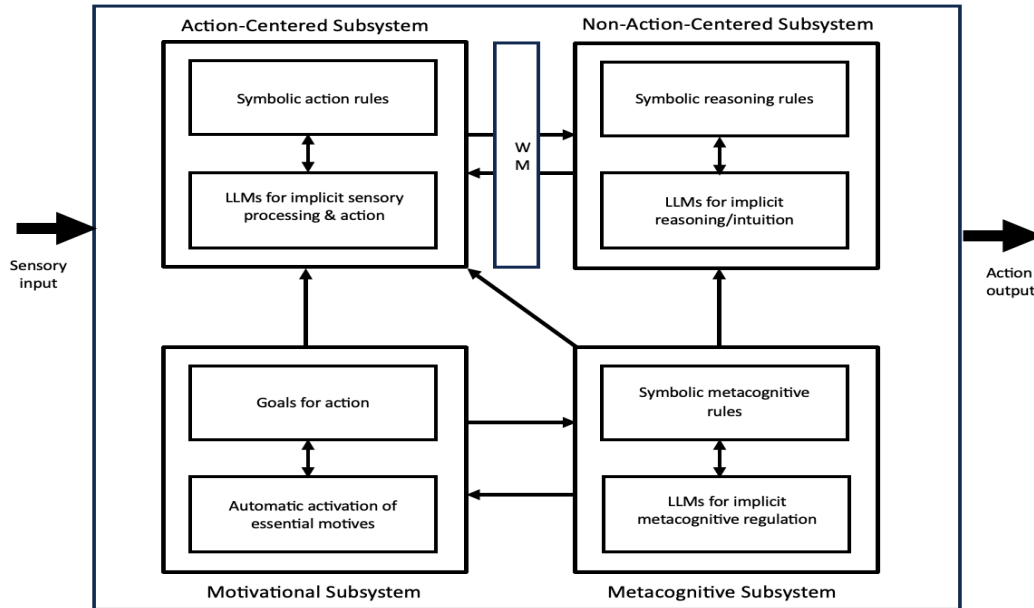 Action-Centered Subsystem
Non-Action-Centered Subsystem
Symbolic action rules
LLMs for implicit sensory
processing & action
W
M
Symbolic reasoning rules
LLMs for implicit
reasoning/intuition
Sensory
input
Action
output
Goals for action
Automatic activation of
essential motives
Symbolic metacognitive
rules
LLMs for implicit
metacognitive regulation
Motivational Subsystem
Metacognitive Subsystem